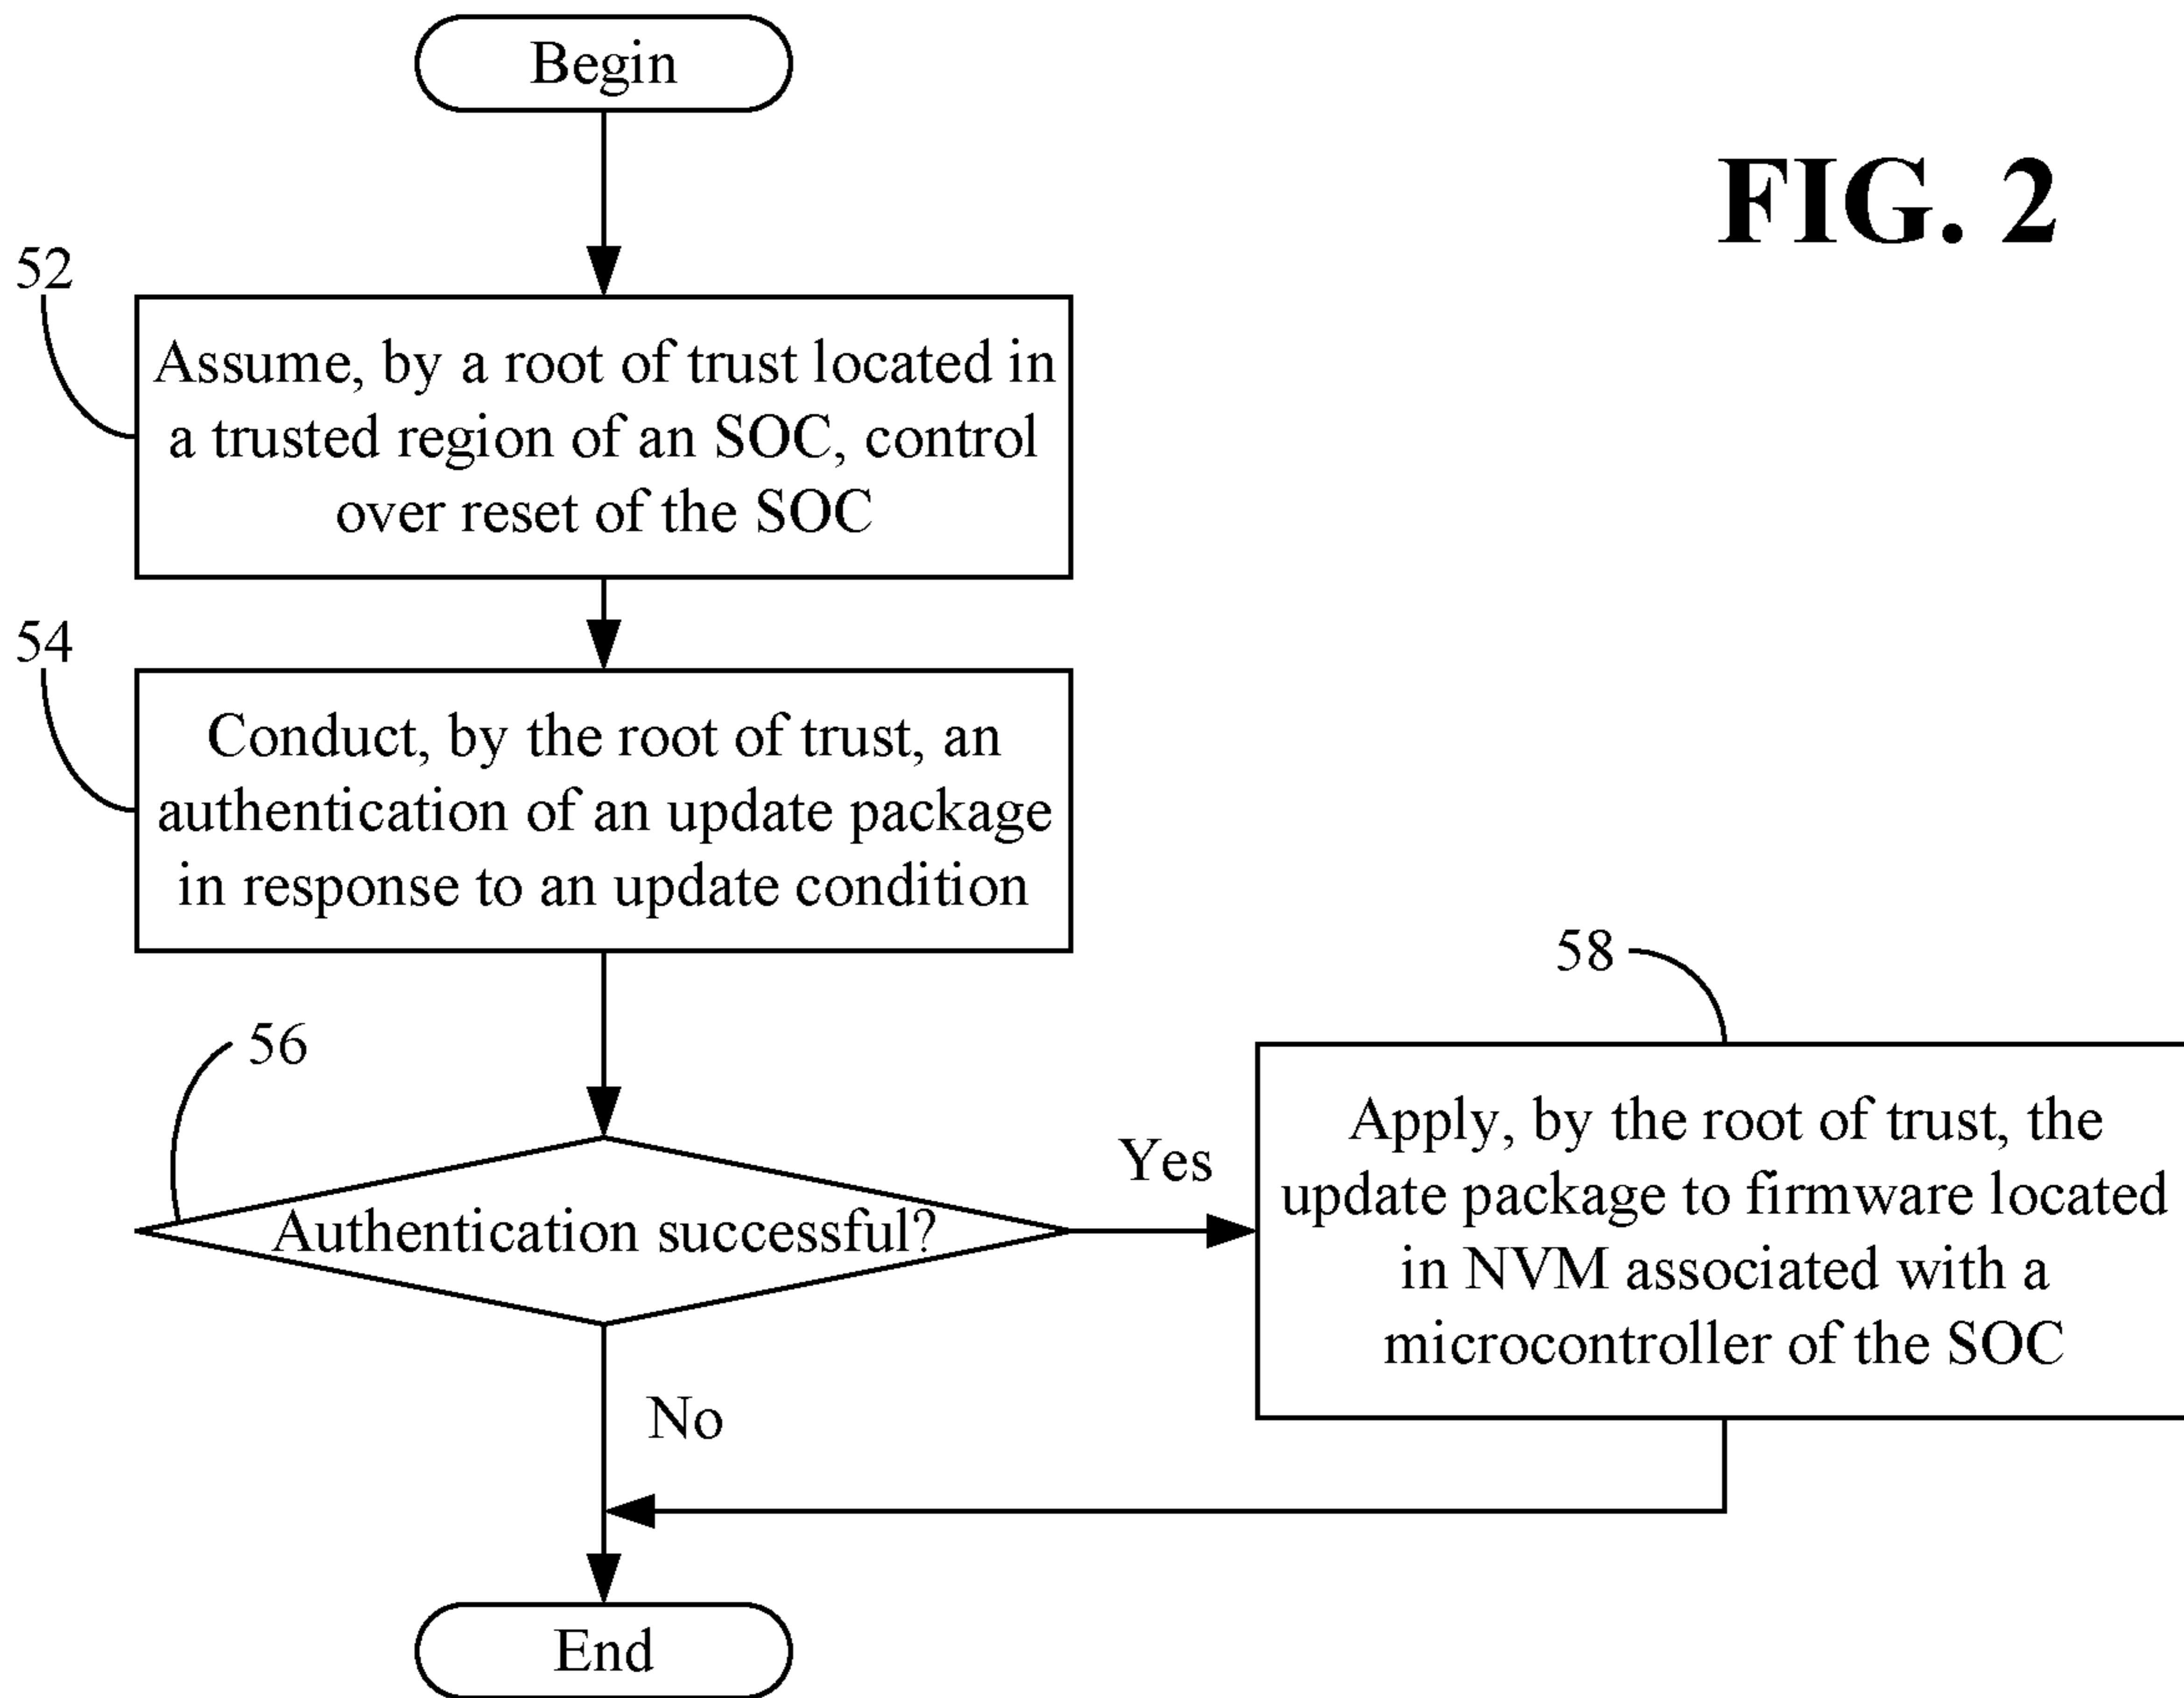 Begin
FIG. 2
52
Assume, by a root of trust located in
a trusted region of an SOC, control
over reset of the SOC
54
Conduct, by the root of trust, an
authentication of an update package
in response to an update condition
56
Authentication successful?
Yes
58
Apply, by the root of trust, the
update package to firmware located
in NVM associated with a
microcontroller of the SOC
No
End